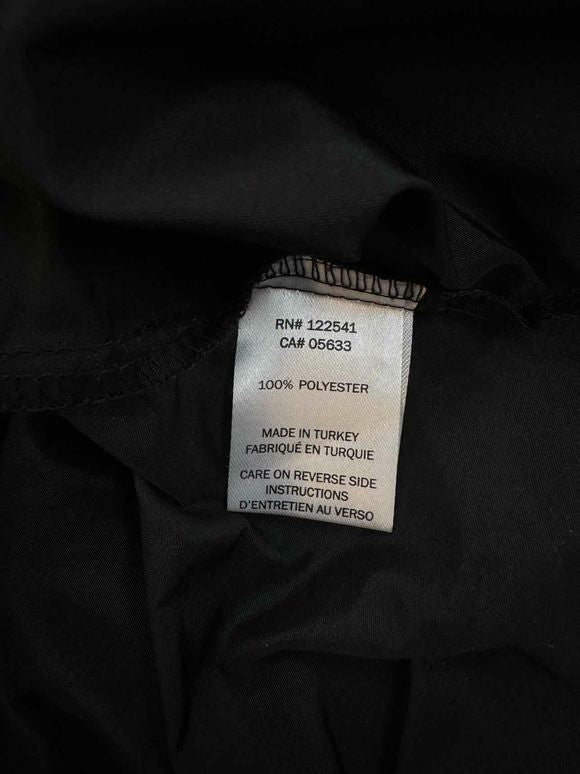 RN# 122541
CA# 05633
100% POLYESTER
MADE IN TURKEY
FABRIQUÉ EN TURQUIE
CARE ON REVERSE SIDE
INSTRUCTIONS
D'ENTRETIEN AU VERSO